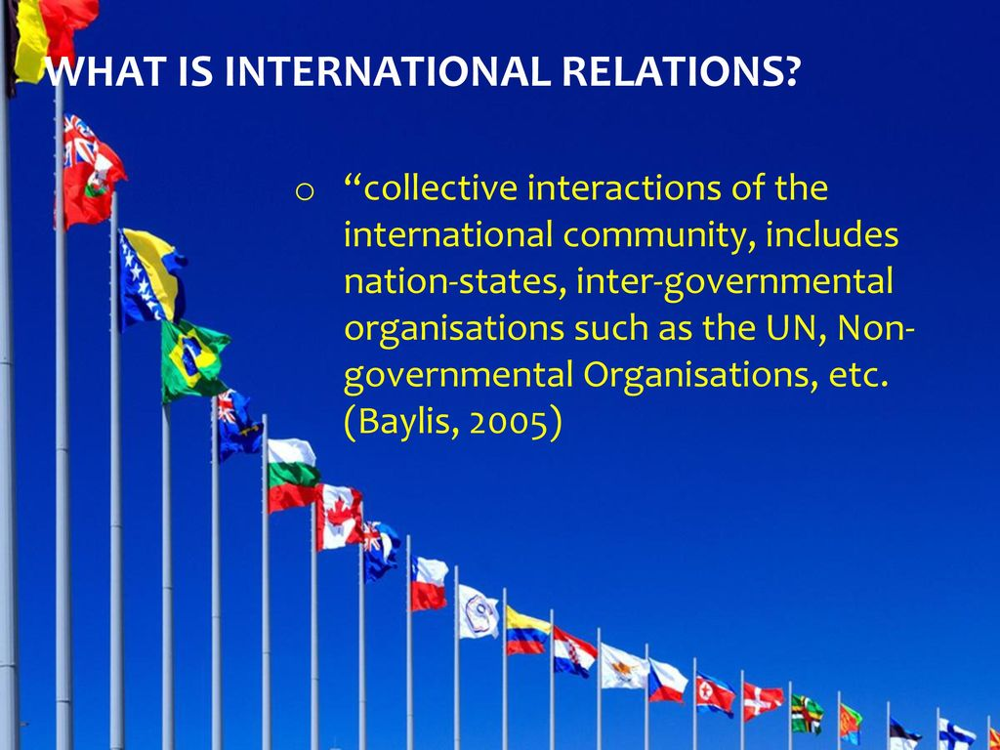 WHAT IS INTERNATIONAL RELATIONS?
o “collective interactions of the
international community, includes
nation-states, inter-governmental
organisations such as the UN, Non-
governmental Organisations, etc.
(Baylis, 2005)